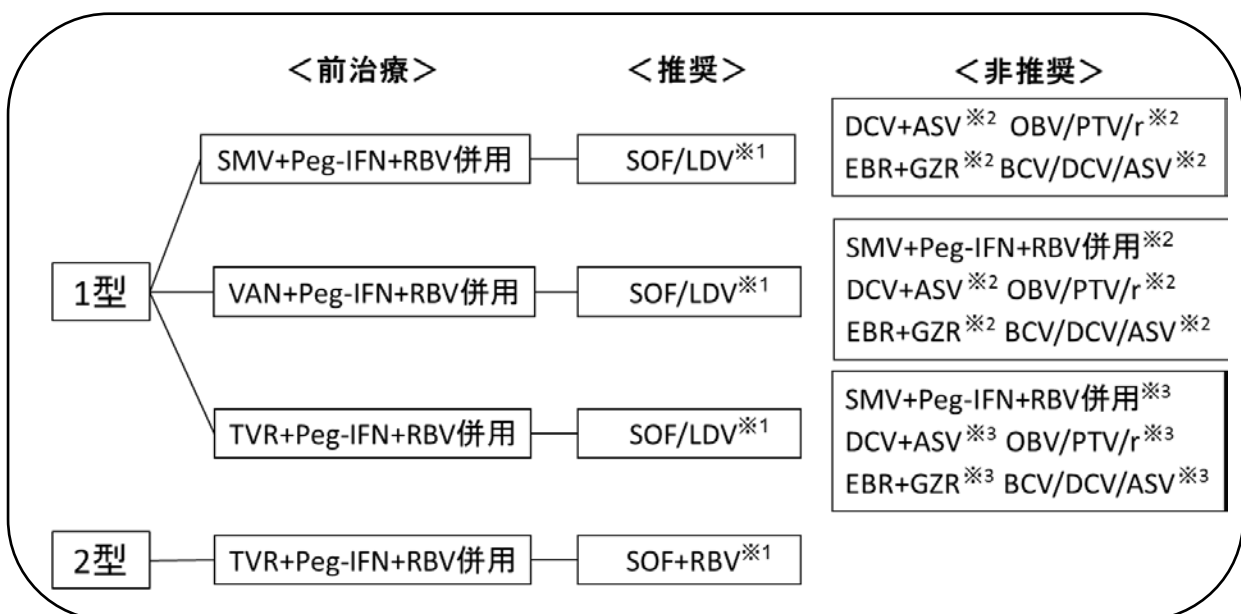 ＜前治療＞
＜推奨＞
＜非推奨＞
1型
SMV+Peg-IFN+RBV併用
SOF/LDV※1
DCV+ASV※2 OBV/PTV/r※2
EBR+GZR※2 BCV/DCV/ASV※2
VAN+Peg-IFN+RBV併用
SOF/LDV※1
SMV+Peg-IFN+RBV併用※2
DCV+ASV※2 OBV/PTV/r※2
EBR+GZR※2 BCV/DCV/ASV※2
TVR+Peg-IFN+RBV併用
SOF/LDV※1
SMV+Peg-IFN+RBV併用※3
DCV+ASV※3 OBV/PTV/r※3
EBR+GZR※3 BCV/DCV/ASV※3
2型
TVR+Peg-IFN+RBV併用
SOF+RBV※1